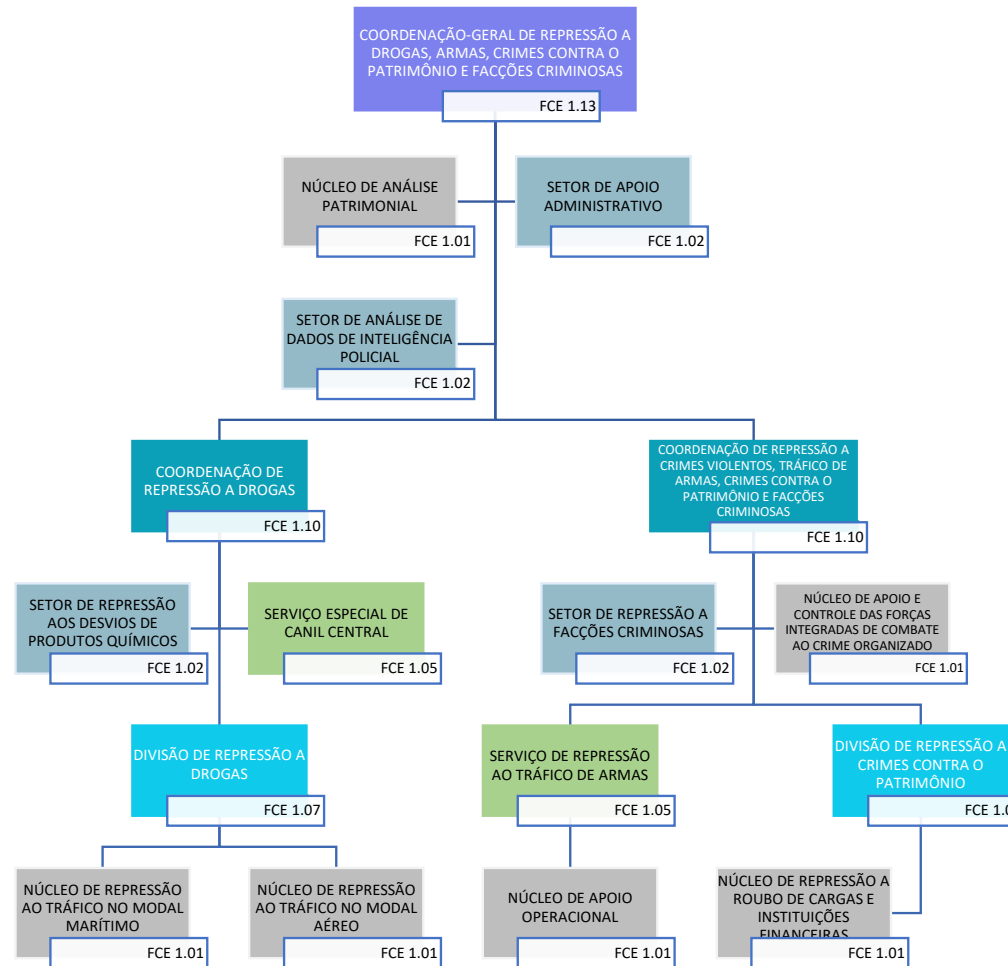 COORDENAÇÃO-GERAL DE REPRESSÃO A
DROGAS, ARMAS, CRIMES CONTRA O
PATRIMÔNIO E FACÇÕES CRIMINOSAS
FCE 1.13
NÚCLEO DE ANÁLISE
PATRIMONIAL
FCE 1.01
SETOR DE APOIO
ADMINISTRATIVO
FCE 1.02
SETOR DE ANÁLISE DE
DADOS DE INTELIGÊNCIA
POLICIAL
FCE 1.02
COORDENAÇÃO DE
REPRESSÃO A DROGAS
FCE 1.10
COORDENAÇÃO DE REPRESSÃO A
CRIMES VIOLENTOS, TRÁFICO DE
ARMAS, CRIMES CONTRA O
PATRIMÔNIO E FACÇÕES
CRIMINOSAS
FCE 1.10
SETOR DE REPRESSÃO
AOS DESVIOS DE
PRODUTOS QUÍMICOS
FCE 1.02
SERVIÇO ESPECIAL DE
CANIL CENTRAL
FCE 1.05
SETOR DE REPRESSÃO A
FACÇÕES CRIMINOSAS
FCE 1.02
NÚCLEO DE APOIO E
CONTROLE DAS FORÇAS
INTEGRADAS DE COMBATE
AO CRIME ORGANIZADO
FCE 1.01
DIVISÃO DE REPRESSÃO A
DROGAS
FCE 1.07
SERVIÇO DE REPRESSÃO
AO TRÁFICO DE ARMAS
FCE 1.05
DIVISÃO DE REPRESSÃO A
CRIMES CONTRA O
PATRIMÔNIO
FCE
NÚCLEO DE REPRESSÃO
AO TRÁFICO NO MODAL
MARÍTIMO
FCE 1.01
NÚCLEO DE REPRESSÃO
AO TRÁFICO NO MODAL
AÉREO
FCE 1.01
NÚCLEO DE APOIO
OPERACIONAL
FCE 1.01
NÚCLEO DE REPRESSÃO A
ROUBO DE CARGAS E
INSTITUIÇÕES
FINANCEIRAS
FCE 1.01